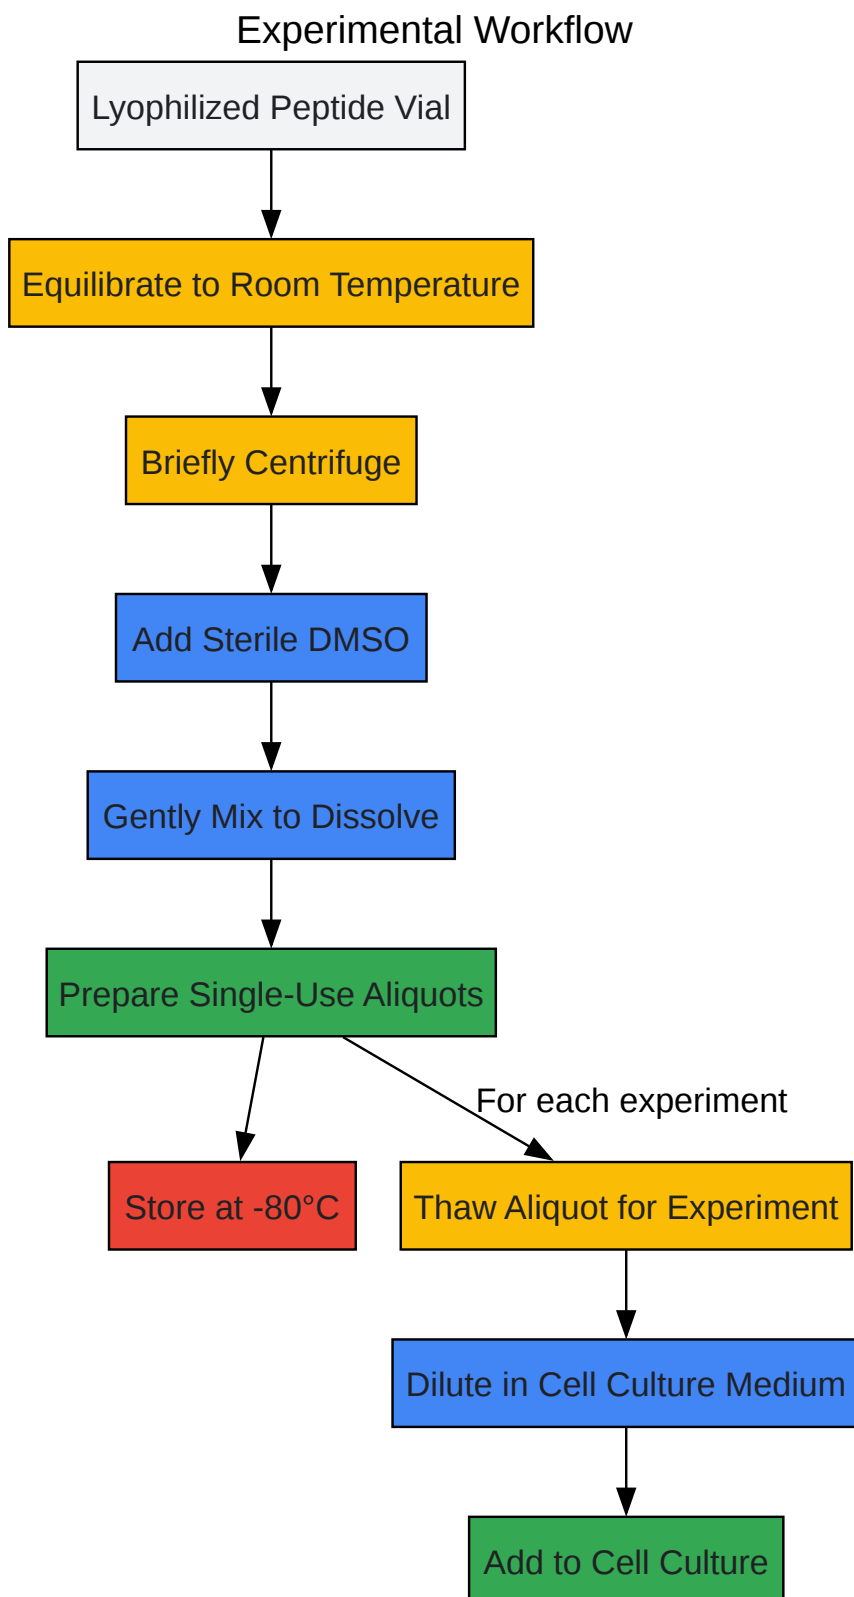 Experimental Workflow
Lyophilized Peptide Vial
Equilibrate to Room Temperature
Briefly Centrifuge
Add Sterile DMSO
Gently Mix to Dissolve
Prepare Single-Use Aliquots
For each experiment
Store at -80°C
Thaw Aliquot for Experiment
Dilute in Cell Culture Medium
Add to Cell Culture